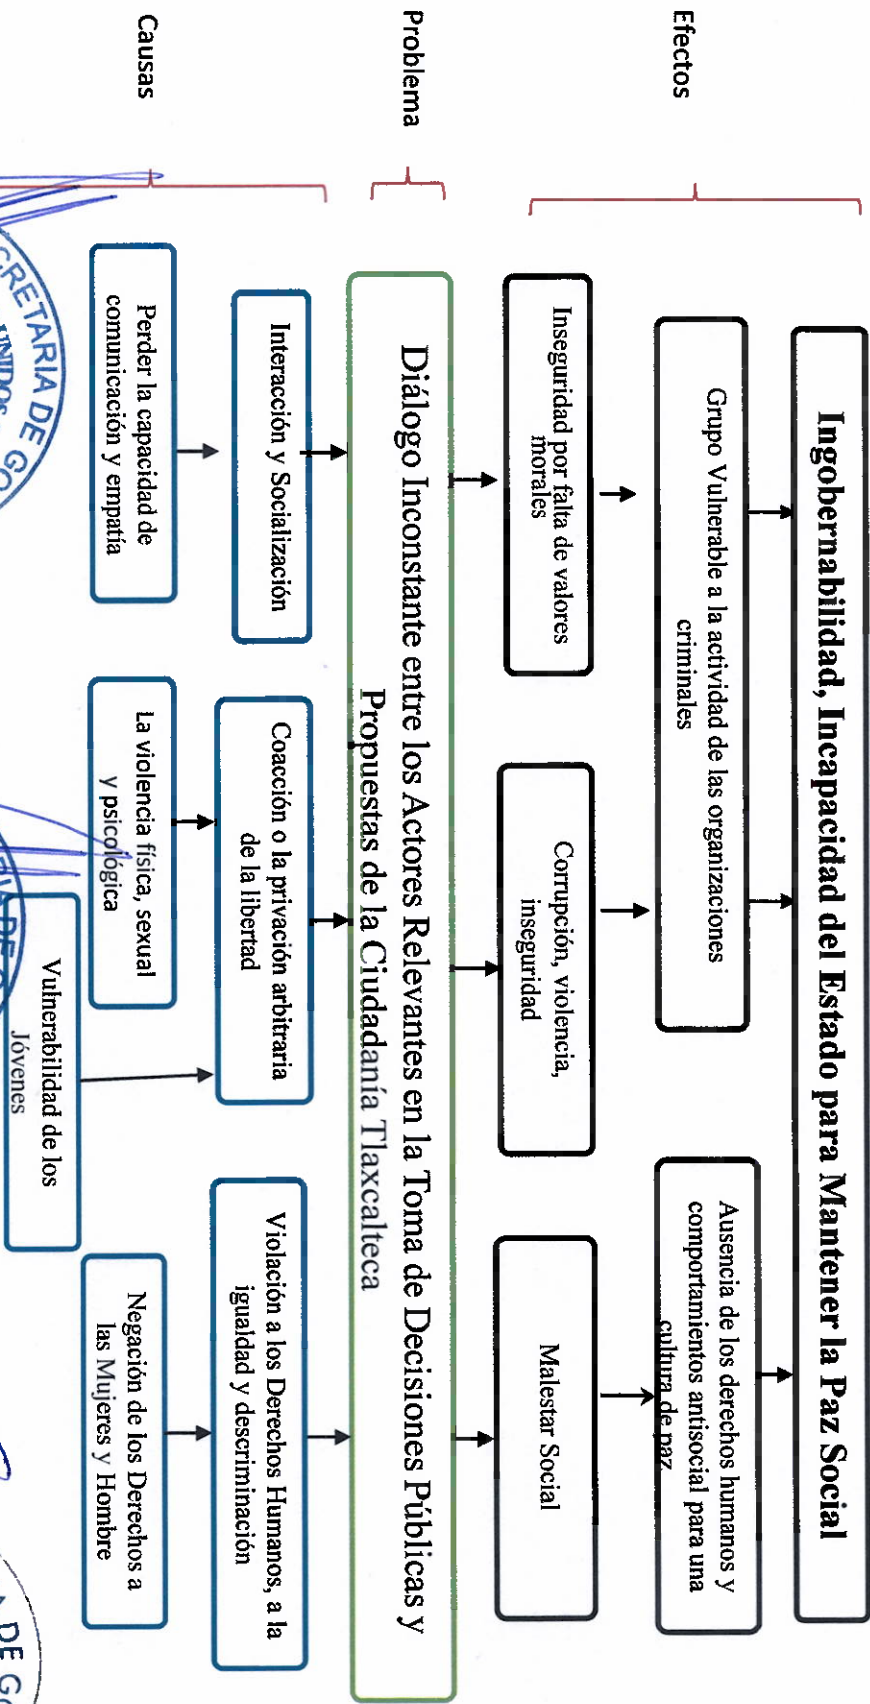 Efectos
Ingobernabilidad, Incapacidad del Estado para Mantener la Paz Social
Grupo Vulnerable a la actividad de las organizaciones
criminales
Ausencia de los derechos humanos y
comportamientos antisocial para una
cultura de paz
Inseguridad por falta de valores
morales
Corrupción, violencia,
inseguridad
Malestar Social
Problema
Diálogo Inconstante entre los Actores Relevantes en la Toma de Decisiones Públicas y
Propuestas de la Ciudadanía Tlaxcalteca
Causas
Interacción y Socialización
Coacción o la privación arbitraria
de la libertad
Violación a los Derechos Humanos, a la
igualdad y descriminación
Perder la capacidad de
comunicación y empatía
La violencia física, sexual
y psicológica
Negación de los Derechos a
las Mujeres y Hombre
Vulnerabilidad de los
Jóvenes
CRETARIA DE GO
UNIDOS
DE GO